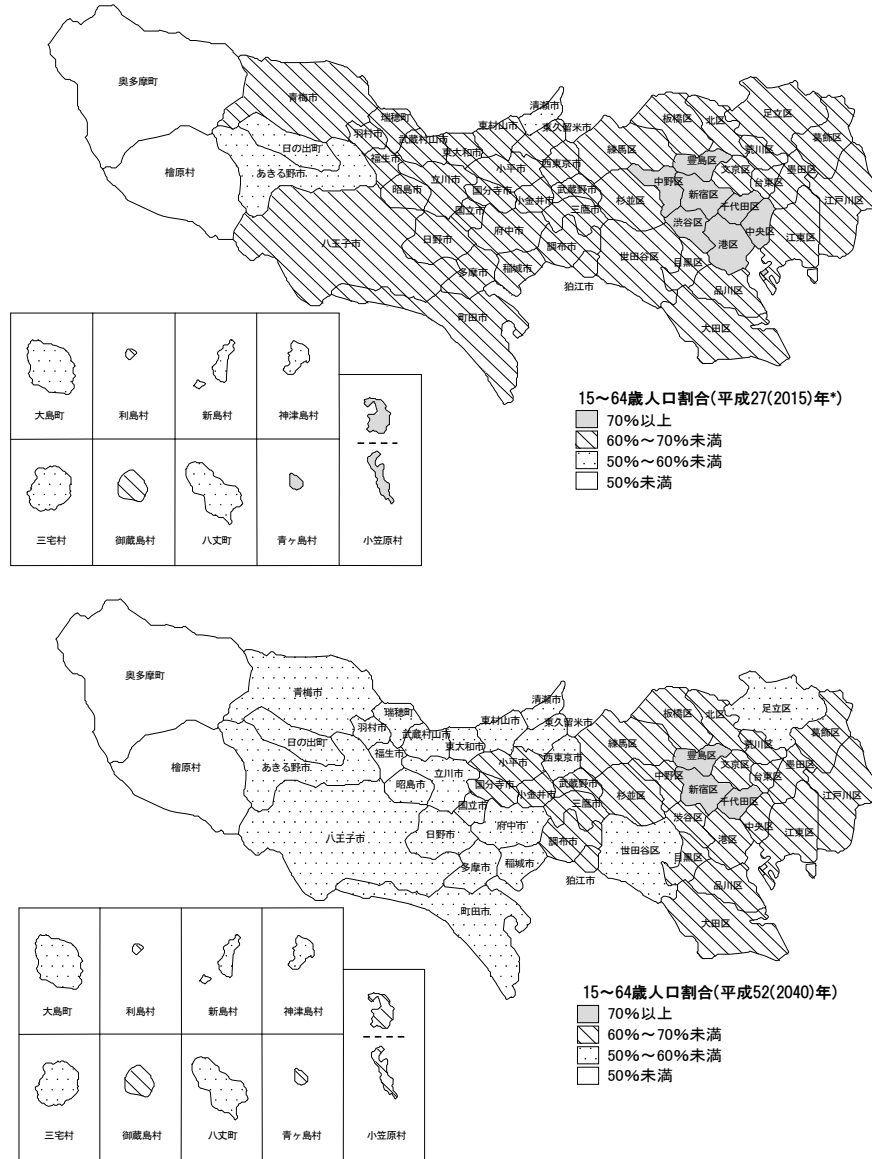 奥多摩町
青梅市
瑞穂町
清瀬市
東村山市
東久留米市
羽村市
武蔵村山市
東大和市
日の出町
福生市
小平市
西東京市
練馬区
板橋区
北区
足立区
葛飾区
荒川区
豊島区
文京区
墨田区
台東区
檜原村
あきる野市
昭島市
立川市
国分寺市
小金井市
武蔵野市
三鷹市
杉並区
中野区
新宿区
千代田区
江戸川区
国立市
府中市
渋谷区
中央区
江東区
港区
八王子市
日野市
調布市
世田谷区
目黒区
多摩市
稲城市
狛江市
品川区
町田市
大田区
大島町
利島村
新島村
神津島村
三宅村
御蔵島村
八丈町
青ヶ島村
小笠原村
15～64歳人口割合(平成27(2015)年*)
70%以上
60%～70%未満
50%～60%未満
50%未満
奥多摩町
青梅市
瑞穂町
清瀬市
東村山市
東久留米市
羽村市
武蔵村山市
東大和市
日の出町
福生市
小平市
西東京市
練馬区
板橋区
北区
足立区
葛飾区
荒川区
豊島区
文京区
墨田区
台東区
檜原村
あきる野市
昭島市
立川市
国分寺市
小金井市
武蔵野市
三鷹市
杉並区
中野区
新宿区
千代田区
江戸川区
国立市
府中市
渋谷区
中央区
江東区
港区
八王子市
日野市
調布市
世田谷区
目黒区
多摩市
稲城市
狛江市
品川区
町田市
大田区
大島町
利島村
新島村
神津島村
三宅村
御蔵島村
八丈町
青ヶ島村
小笠原村
15～64歳人口割合(平成52(2040)年)
70%以上
60%～70%未満
50%～60%未満
50%未満